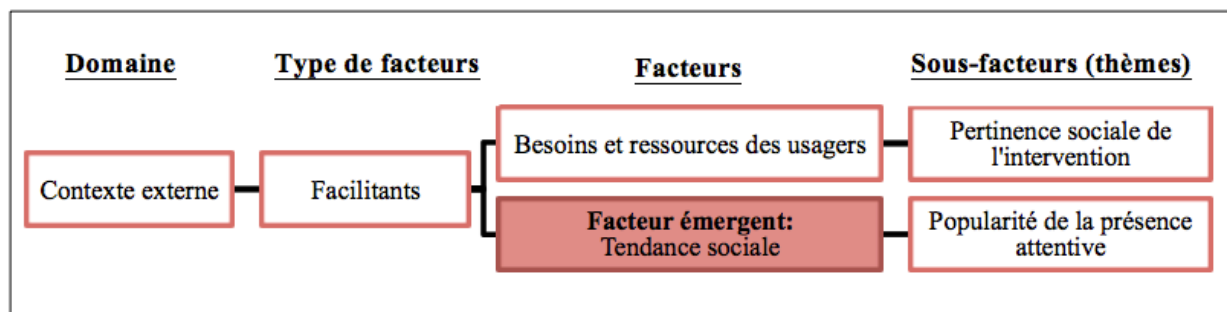 Domaine
Type de facteurs
Facteurs
Sous-facteurs (thèmes)
Contexte externe
Facilitants
Besoins et ressources des usagers
Pertinence sociale de
l'intervention
Facteur émergent:
Tendance sociale
Popularité de la présence
attentive